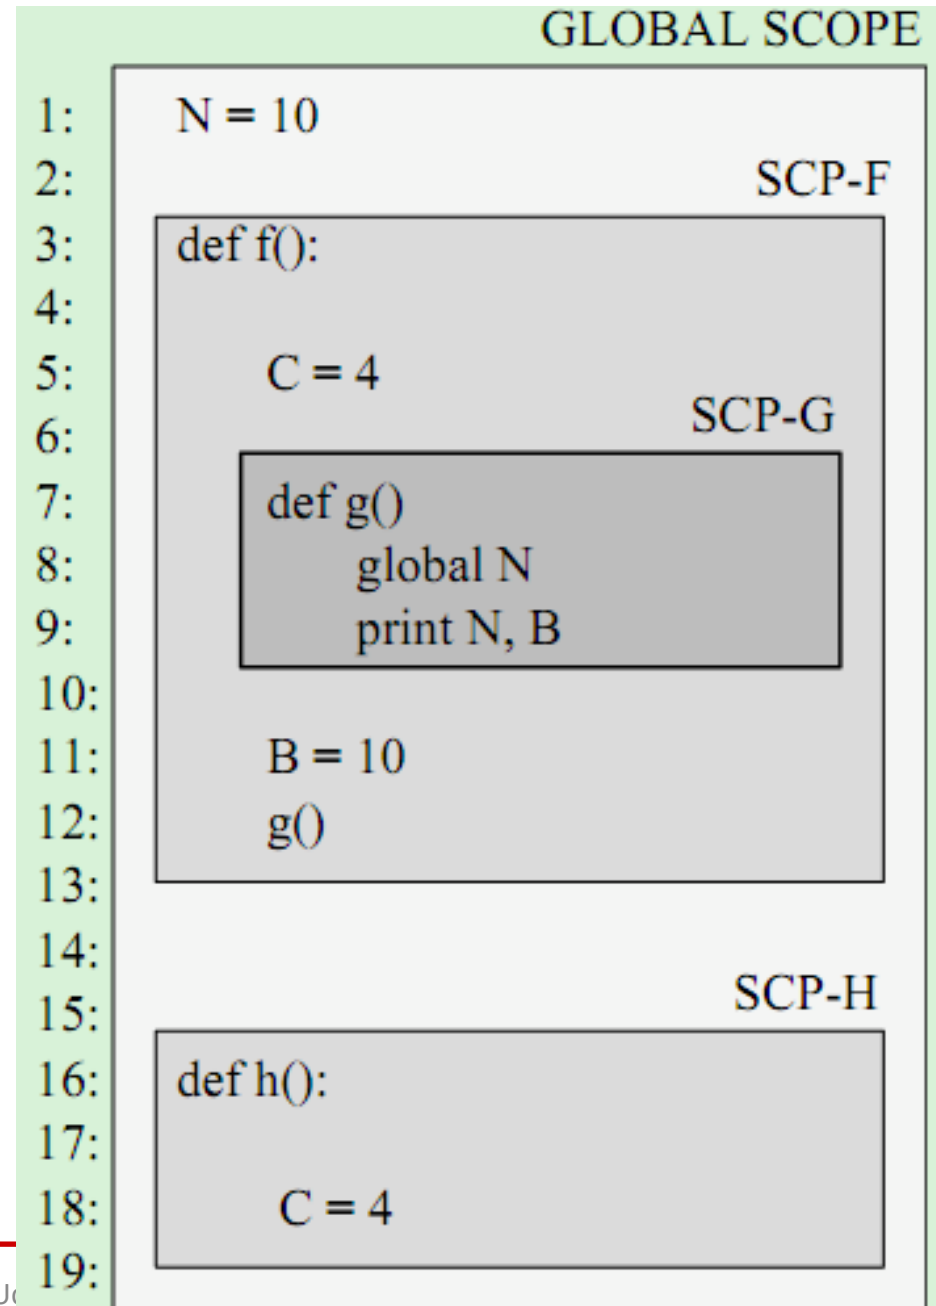 GLOBAL SCOPE
1: N = 10
2: SCP-F
3: def f():
4:
5: C = 4
6: SCP-G
7: def g()
8: global N
9: print N, B
10:
11: B = 10
12: g()
13:
14:
15: SCP-H
16: def h():
17:
18: C = 4
19: